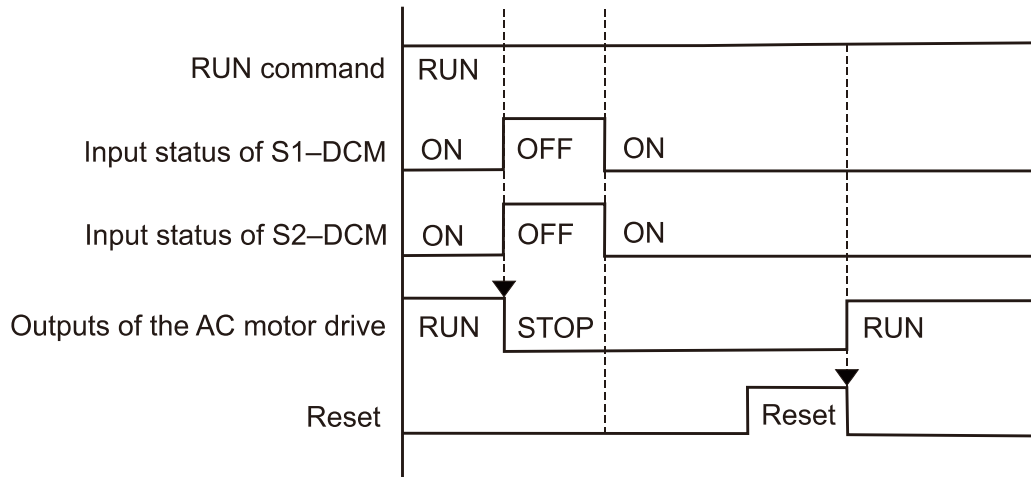 RUN command RUN
Input status of S1–DCM ON OFF ON
Input status of S2–DCM ON OFF ON
Outputs of the AC motor drive RUN STOP RUN
Reset Reset